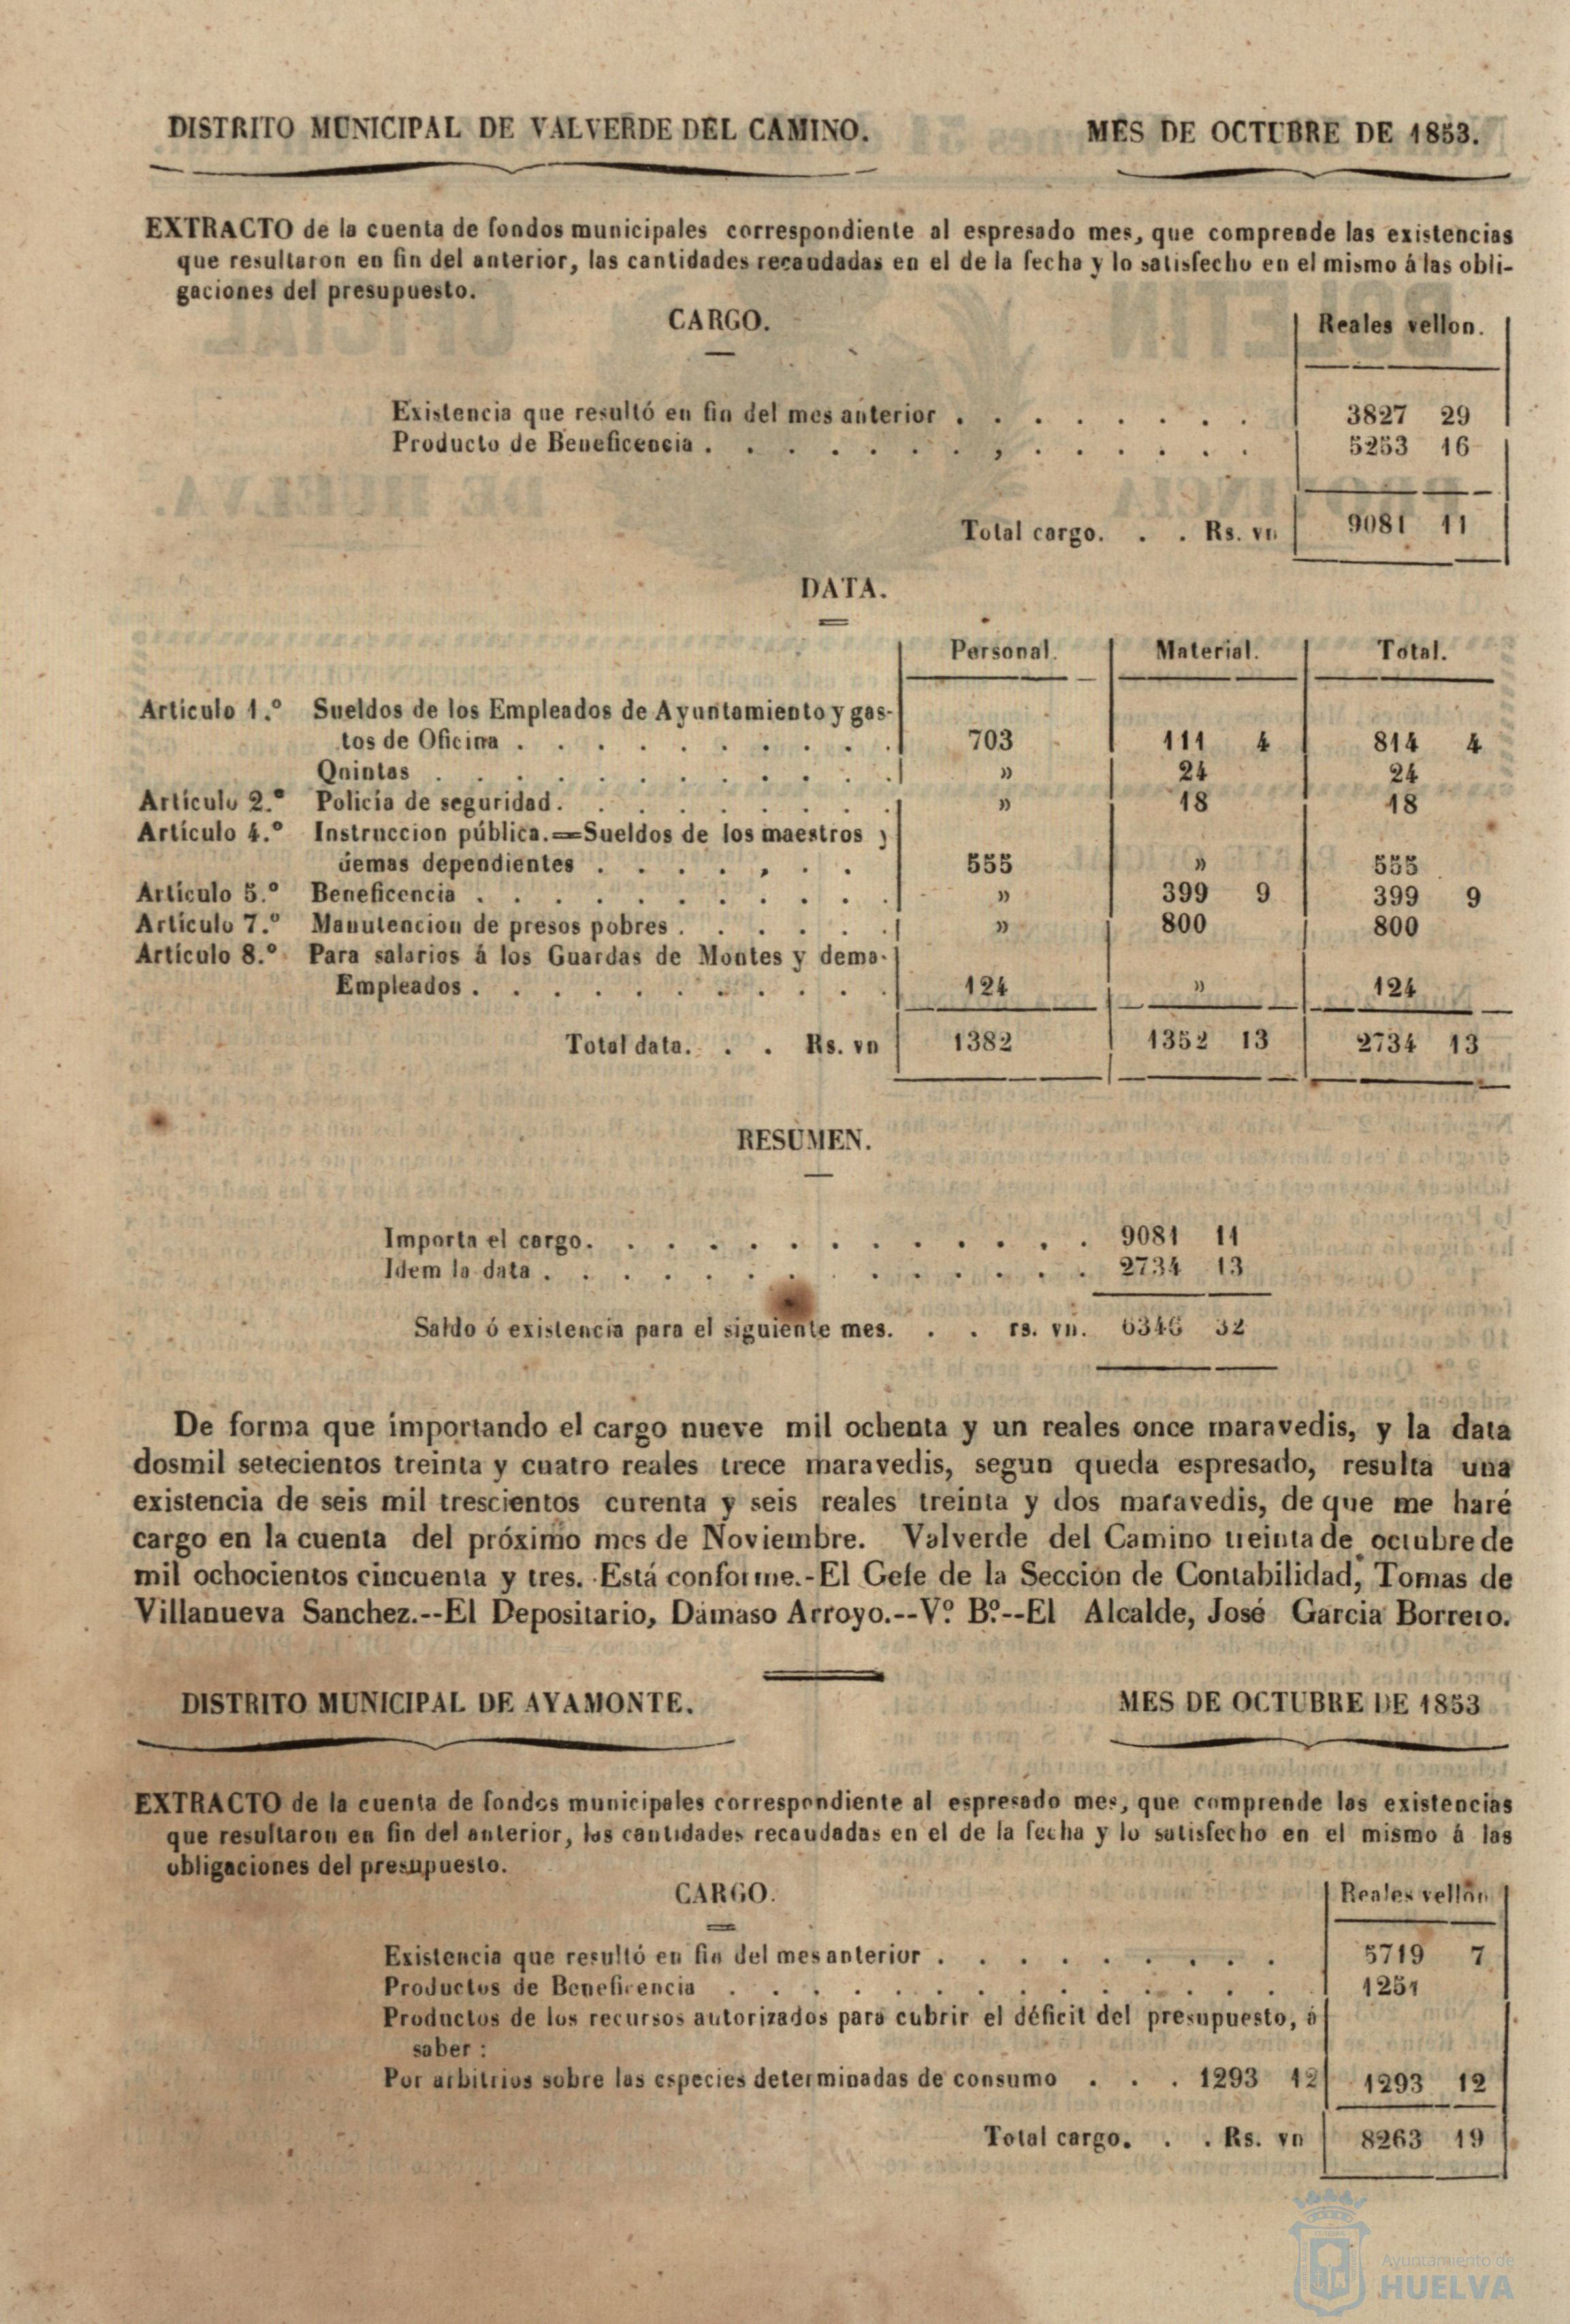 DISTRITO MUNICIPAL DE VALVERDE DEL CAMINO. MES DE OCTUBRE DE 1853.
EXTRACTO de la cuenta de fondos municipales correspondiente al espresado mes, que comprende las existencias
que resultaron en fin del anterior, las cantidades recaudadas en el de la fecha y lo satisfecho en el mismo á las obli-
gaciones del presupuesto.
CARGO.
Reales vellon.
Existencia que resultó en fin del mes anterior . . . . . . . . 3827 29
Producto de Beneficencia . . . . . . . , . . . . . . 5253 16
Total cargo. . . Rs. vn 9081 11
DATA.
Personal. Material. Total.
Articulo 1.º Sueldos de los Empleados de Ayuntamiento y gas-
tos de Oficina . . . . . . . . . . 703 111 4 814 4
Quintas . . . . . . . . . . . . » 24 24
Artículo 2.º Policía de seguridad. . . . . . . . . » 18 18
Artículo 4.º Instruccion pública.=Sueldos de los maestros y
demas dependientes . . . . , . . 555 » 555
Artículo 5.º Beneficencia . . . . . . . . . . . » 399 9 399 9
Artículo 7.º Manutencion de presos pobres . . . . . . » 800 800
Artículo 8.º Para salarios á los Guardas de Montes y dema-
Empleados . . . . . . . . . . . 124 » 124
Total data. . . Rs. vn 1382 1352 13 2734 13
RESUMEN.
Importa el cargo. . . . . . . . . . . . . 9081 11
Idem la data . . . . . . . . . . . . . . 2734 13
Saldo ó existencia para el siguiente mes. . . rs. vn. 6346 32
De forma que importando el cargo nueve mil ochenta y un reales once maravedis, y la data
dosmil setecientos treinta y cuatro reales trece maravedis, segun queda espresado, resulta una
existencia de seis mil trescientos curenta y seis reales treinta y dos maravedis, de que me haré
cargo en la cuenta del próximo mes de Noviembre. Valverde del Camino treinta de octubre de
mil ochocientos cincuenta y tres. Está conforme.-El Gefe de la Sección de Contabilidad, Tomas de
Villanueva Sanchez.--El Depositario, Dámaso Arroyo.--Vº Bº--El Alcalde, José Garcia Borrero.
DISTRITO MUNICIPAL DE AYAMONTE. MES DE OCTUBRE DE 1853
EXTRACTO de la cuenta de fondos municipales correspondiente al espresado mes, que comprende las existencias
que resultaron en fin del anterior, las cantidades recaudadas en el de la fecha y lo satisfecho en el mismo á las
obligaciones del presupuesto.
CARGO.
Reales vellon
Existencia que resultó en fin del mes anterior . . . . . . . . . 5719 7
Productos de Beneficencia . . . . . . . . . . . . . . 1251
Productos de los recursos autorizados para cubrir el déficit del presupuesto, á
saber :
Por arbitrios sobre las especies determinadas de consumo . . . 1293 12 1293 12
Total cargo. . . Rs. vn 8263 19
Ayuntamiento de
HUELVA